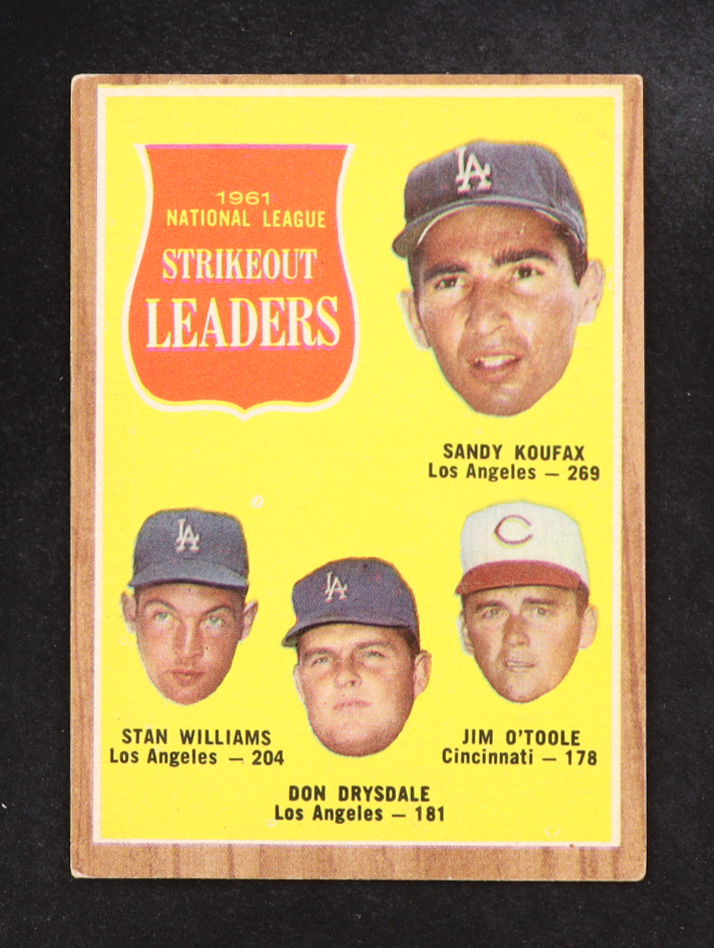 1961
NATIONAL LEAGUE
STRIKEOUT
LEADERS
LA
SANDY KOUFAX
Los Angeles — 269
LA
LA
C
STAN WILLIAMS
Los Angeles — 204
JIM O'TOOLE
Cincinnati — 178
DON DRYSDALE
Los Angeles — 181